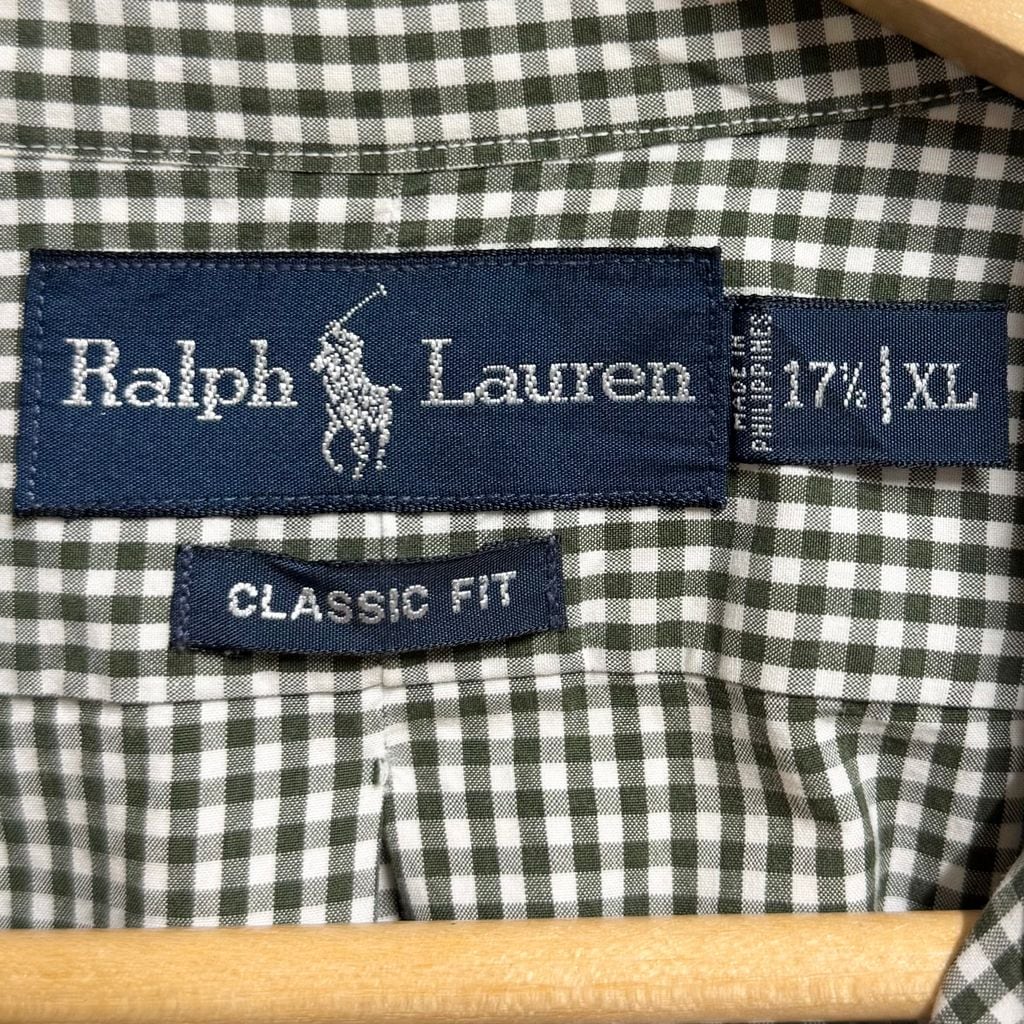 Ralph Lauren
MADE IN
PHILIPPINES
17½ | XL
CLASSIC FIT